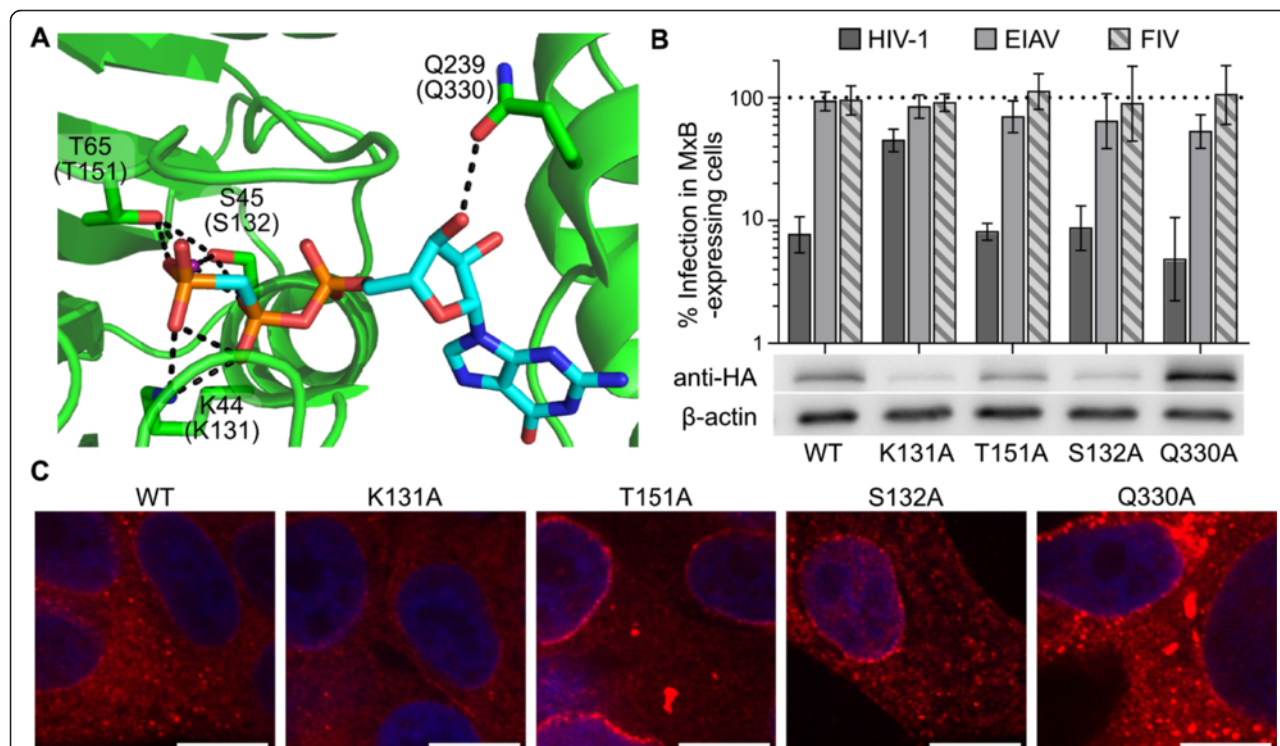 A
Q239
(Q330)
T65
(T151)
S45
(S132)
K44
(K131)
B
HIV-1 EIAV FIV
% Infection in MxB
-expressing cells
100
10
1
anti-HA
β-actin
WT K131A T151A S132A Q330A
C
WT K131A T151A S132A Q330A